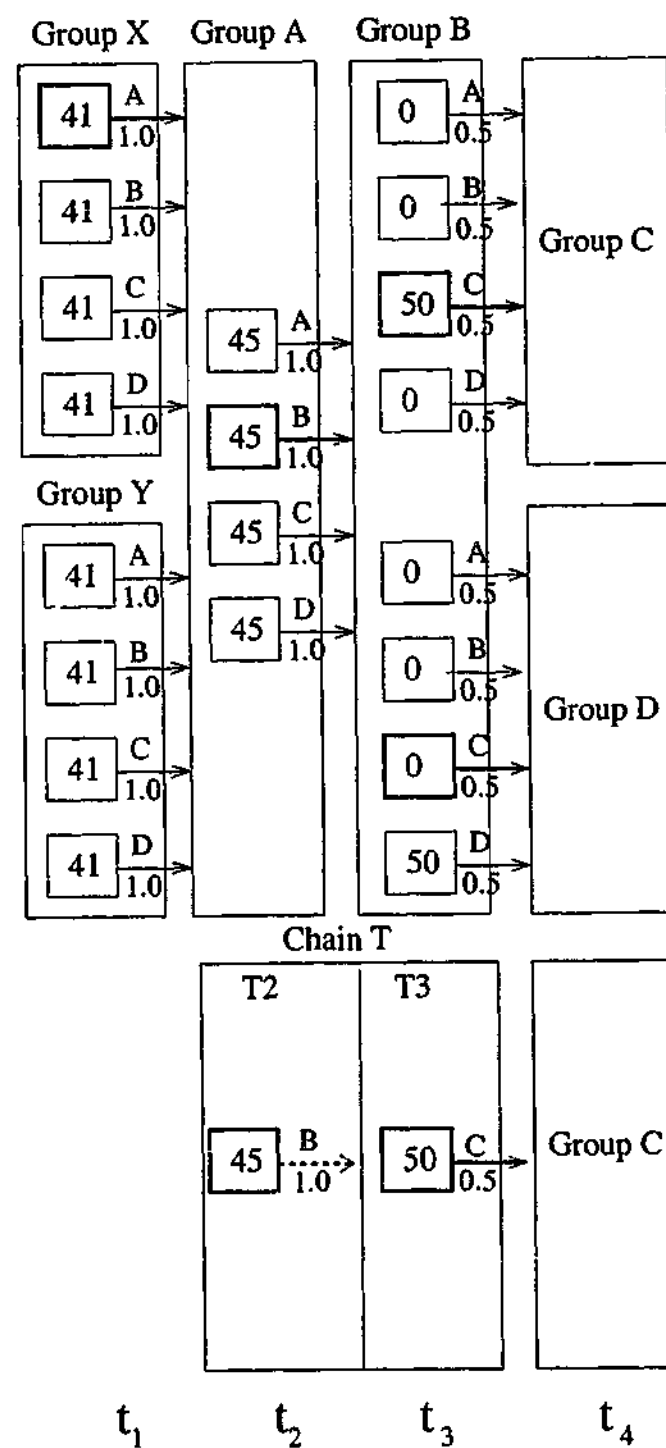 Group X Group A Group B
41 A 1.0
41 B 1.0
41 C 1.0
41 D 1.0
Group Y
41 A 1.0
41 B 1.0
41 C 1.0
41 D 1.0
45 A 1.0
45 B 1.0
45 C 1.0
45 D 1.0
0 A 0.5
0 B 0.5
50 C 0.5
0 D 0.5
Group C
0 A 0.5
0 B 0.5
0 C 0.5
50 D 0.5
Group D
Chain T
T2 T3
45 B 1.0
50 C 0.5
Group C
t1 t2 t3 t4